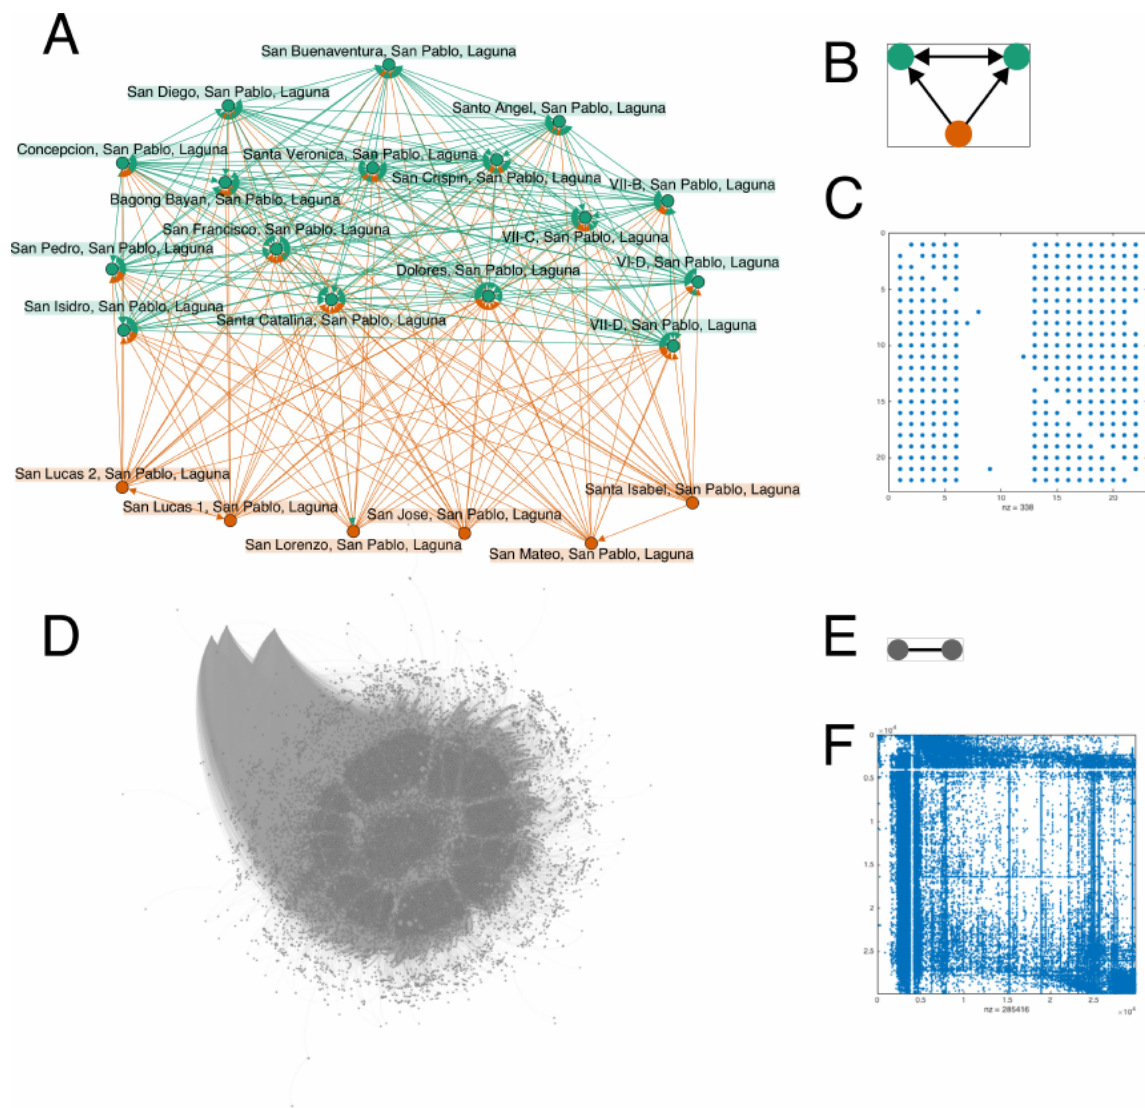 A
San Buenaventura, San Pablo, Laguna
San Diego, San Pablo, Laguna
Santo Angel, San Pablo, Laguna
Concepcion, San Pablo, Laguna
Santa Veronica, San Pablo, Laguna
San Crispin, San Pablo, Laguna
VII-B, San Pablo, Laguna
Bagong Bayan, San Pablo, Laguna
San Francisco, San Pablo, Laguna
VII-C, San Pablo, Laguna
San Pedro, San Pablo, Laguna
VI-D, San Pablo, Laguna
Dolores, San Pablo, Laguna
San Isidro, San Pablo, Laguna
Santa Catalina, San Pablo, Laguna
VII-D, San Pablo, Laguna
San Lucas 2, San Pablo, Laguna
Santa Isabel, San Pablo, Laguna
San Lucas 1, San Pablo, Laguna
San Jose, San Pablo, Laguna
San Lorenzo, San Pablo, Laguna
San Mateo, San Pablo, Laguna
B
C
0
5
10
15
20
0 5 10 15 20
nz = 338
D
E
F
×10⁴
0
0.5
1
1.5
2
2.5
0 0.5 1 1.5 2 2.5
nz = 285416
×10⁴